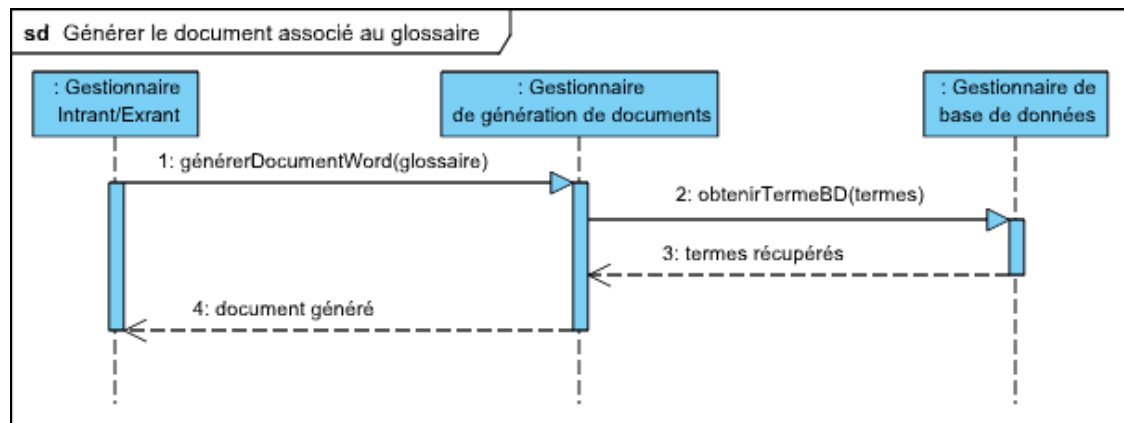 sd Générer le document associé au glossaire
: Gestionnaire
Intrant/Exrant
: Gestionnaire
de génération de documents
: Gestionnaire de
base de données
1: générerDocumentWord(glossaire)
2: obtenirTermeBD(termes)
3: termes récupérés
4: document généré